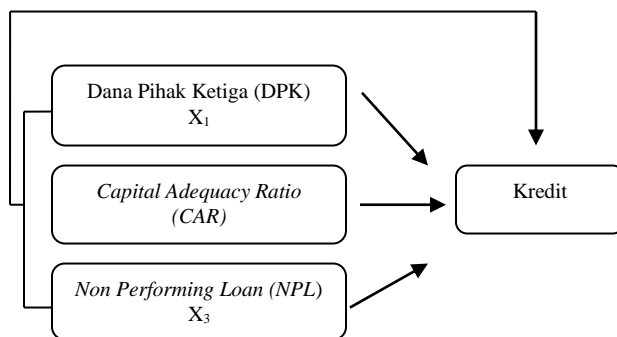 Dana Pihak Ketiga (DPK)
X₁
Capital Adequacy Ratio
(CAR)
Kredit
Non Performing Loan (NPL)
X₃